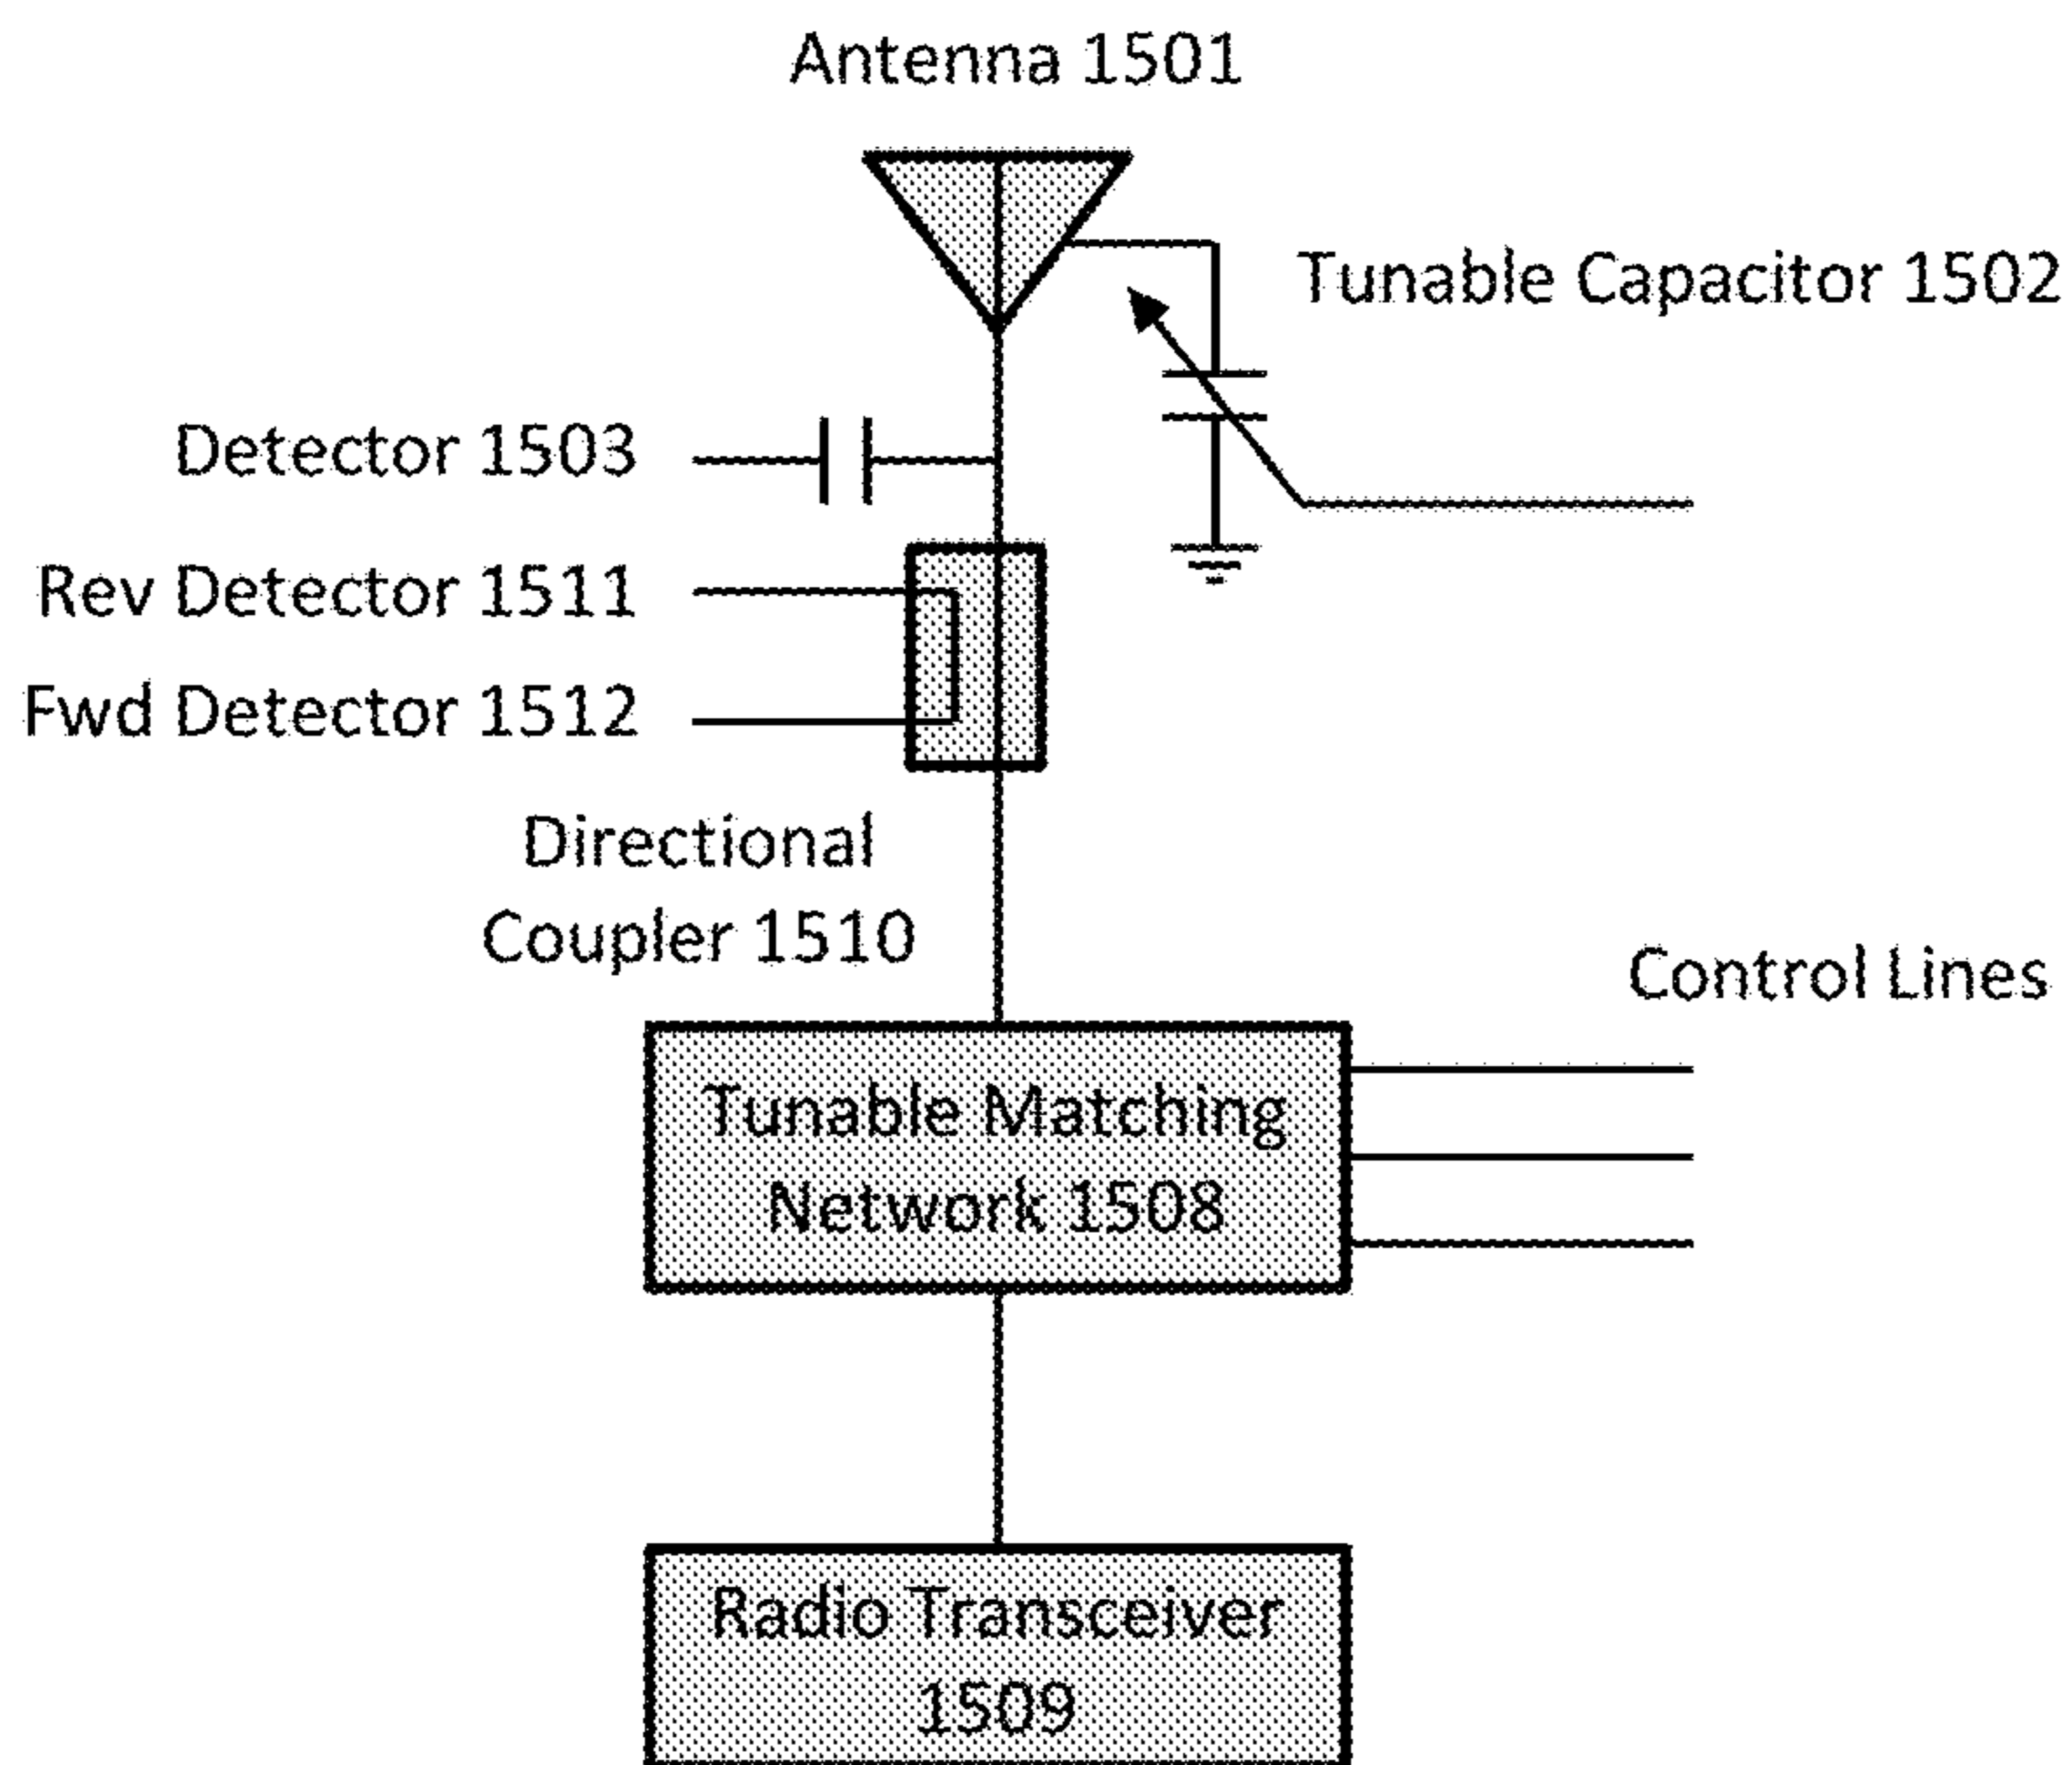 Antenna 1501
Tunable Capacitor 1502
Detector 1503
Rev Detector 1511
Fwd Detector 1512
Directional
Coupler 1510
Control Lines
Tunable Matching
Network 1508
Radio Transceiver
1509